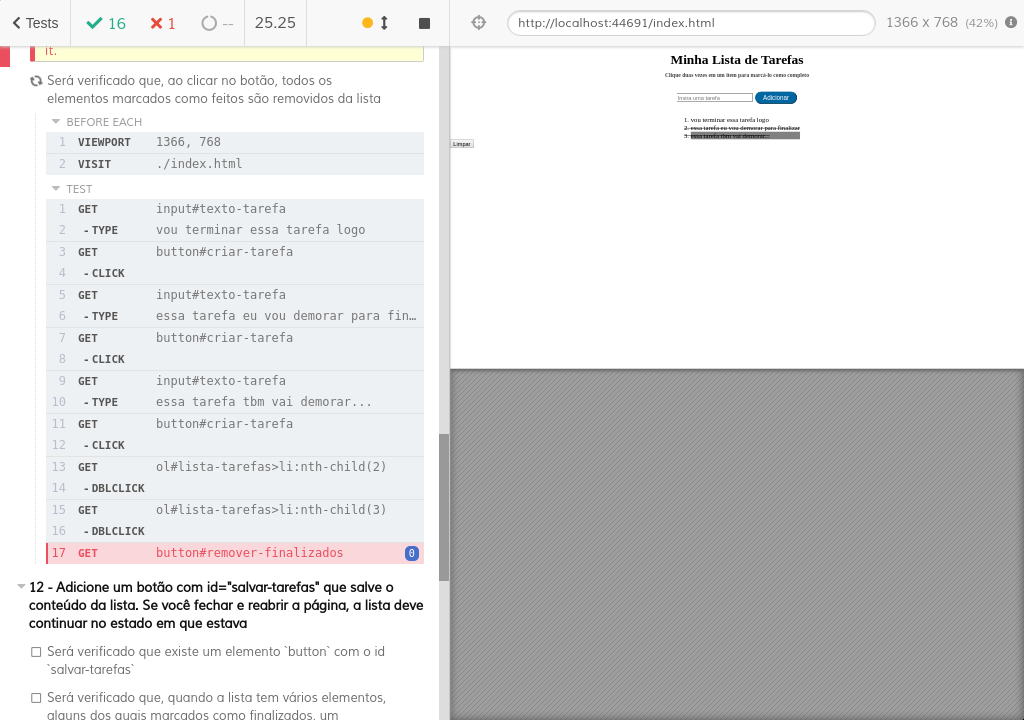 Tests
16
1
--
25.25
http://localhost:44691/index.html
1366 x 768 (42%)
it.
Será verificado que, ao clicar no botão, todos os
elementos marcados como feitos são removidos da lista
BEFORE EACH
1 VIEWPORT 1366, 768
2 VISIT ./index.html
TEST
1 GET input#texto-tarefa
2 -TYPE vou terminar essa tarefa logo
3 GET button#criar-tarefa
4 -CLICK
5 GET input#texto-tarefa
6 -TYPE essa tarefa eu vou demorar para fin…
7 GET button#criar-tarefa
8 -CLICK
9 GET input#texto-tarefa
10 -TYPE essa tarefa tbm vai demorar...
11 GET button#criar-tarefa
12 -CLICK
13 GET ol#lista-tarefas>li:nth-child(2)
14 -DBLCLICK
15 GET ol#lista-tarefas>li:nth-child(3)
16 -DBLCLICK
17 GET button#remover-finalizados 0
12 - Adicione um botão com id="salvar-tarefas" que salve o
conteúdo da lista. Se você fechar e reabrir a página, a lista deve
continuar no estado em que estava
Será verificado que existe um elemento `button` com o id
`salvar-tarefas`
Será verificado que, quando a lista tem vários elementos,
alguns dos quais marcados como finalizados, um
Minha Lista de Tarefas
Clique duas vezes em um item para marcá-lo como completo
Insira uma tarefa Adicionar
1. vou terminar essa tarefa logo
2. essa tarefa eu vou demorar para finalizar
3. essa tarefa tbm vai demorar...
Limpar